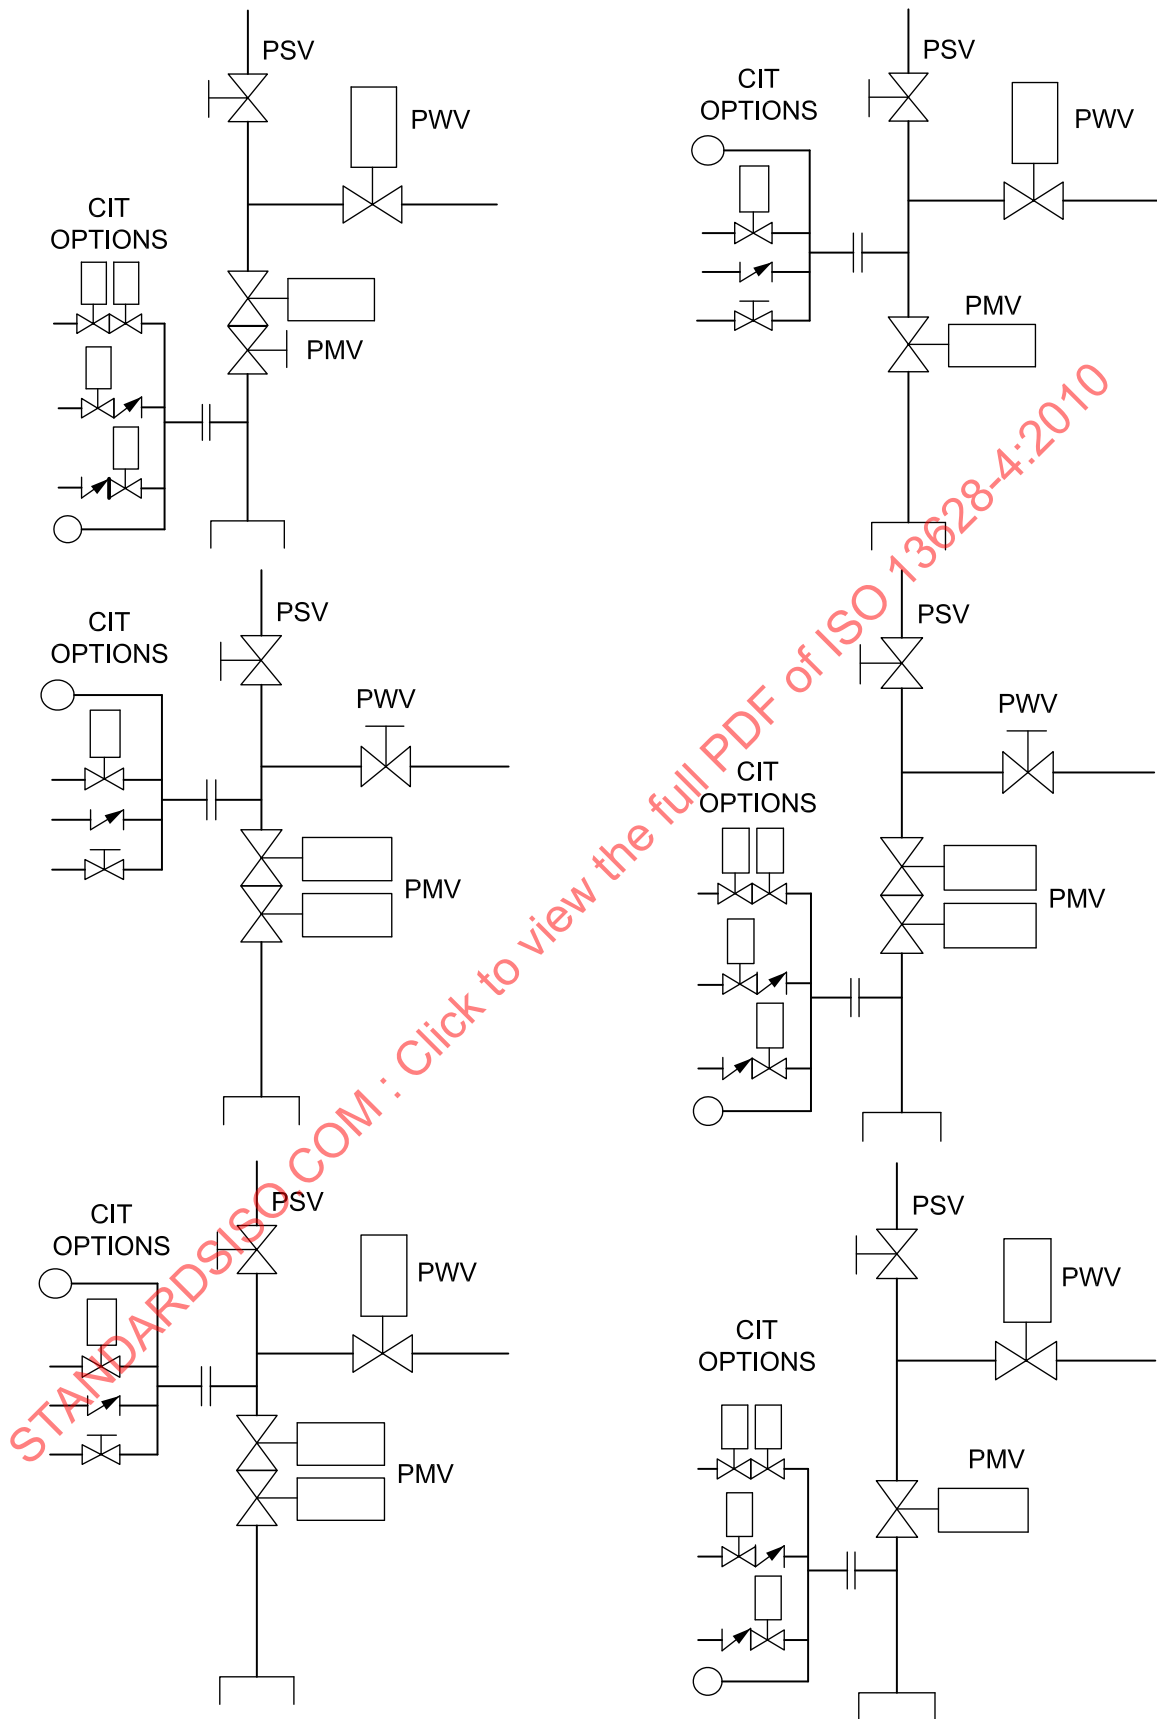 PSV
CIT
OPTIONS
PWV
PMV
PSV
CIT
OPTIONS
PWV
PMV
PSV
CIT
OPTIONS
PWV
PMV
PSV
PWV
CIT
OPTIONS
PMV
PSV
CIT
OPTIONS
PWV
PMV
PSV
PWV
CIT
OPTIONS
PMV
STANDARDSISO.COM : Click to view the full PDF of ISO 13628-4:2010